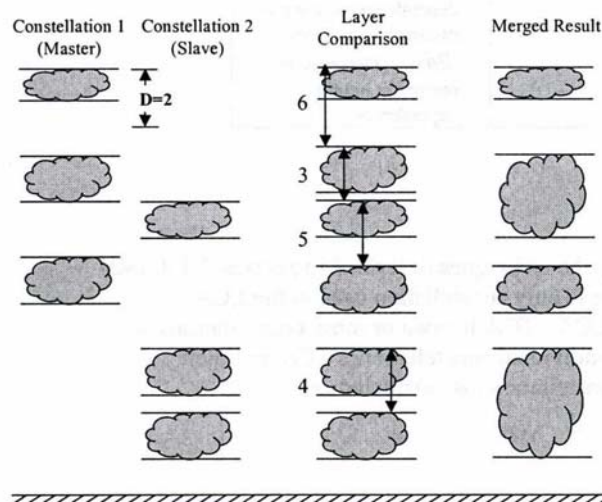 Constellation 1
(Master)
Constellation 2
(Slave)
Layer
Comparison
Merged Result
D=2
6
3
5
4